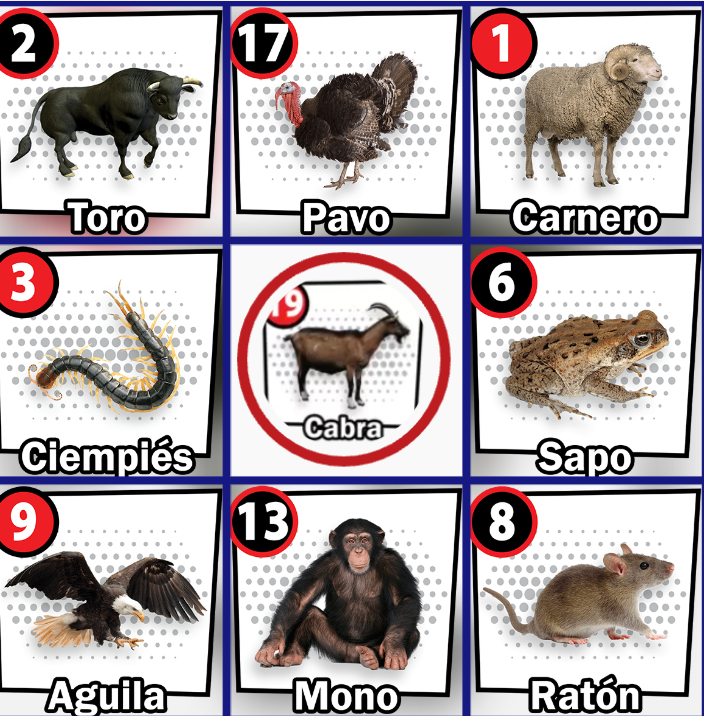 2
Toro
17
Pavo
1
Carnero
3
Ciempiés
19
Cabra
6
Sapo
9
Aguila
13
Mono
8
Ratón